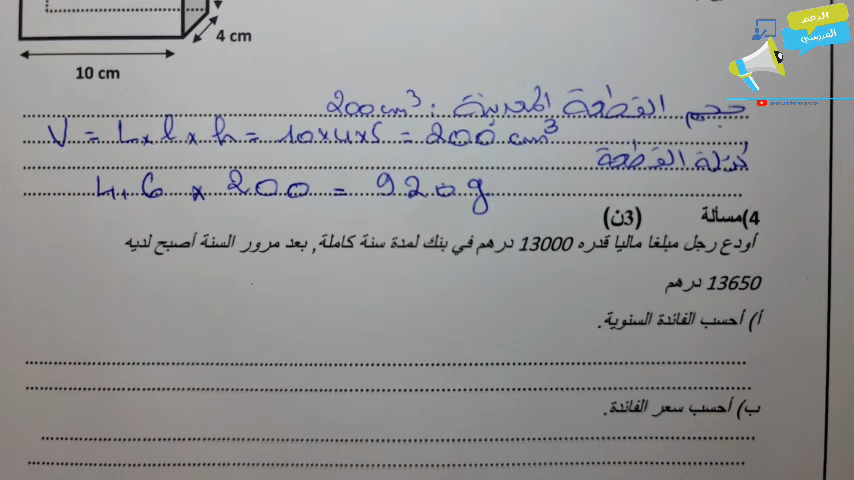 الدعم
المدرسي
4 cm
10 cm
حجم القطعة المعدنية : 200cm³
V = L x l x h = 10 x 4 x 5 = 200 cm³
كتلة القطعة
4,6 x 200 = 920g
4)مسألة (3ن)
أودع رجل مبلغا ماليا قدره 13000 درهم في بنك لمدة سنة كاملة, بعد مرور السنة أصبح لديه
13650 درهم
أ) أحسب الفائدة السنوية.
ب) أحسب سعر الفائدة.